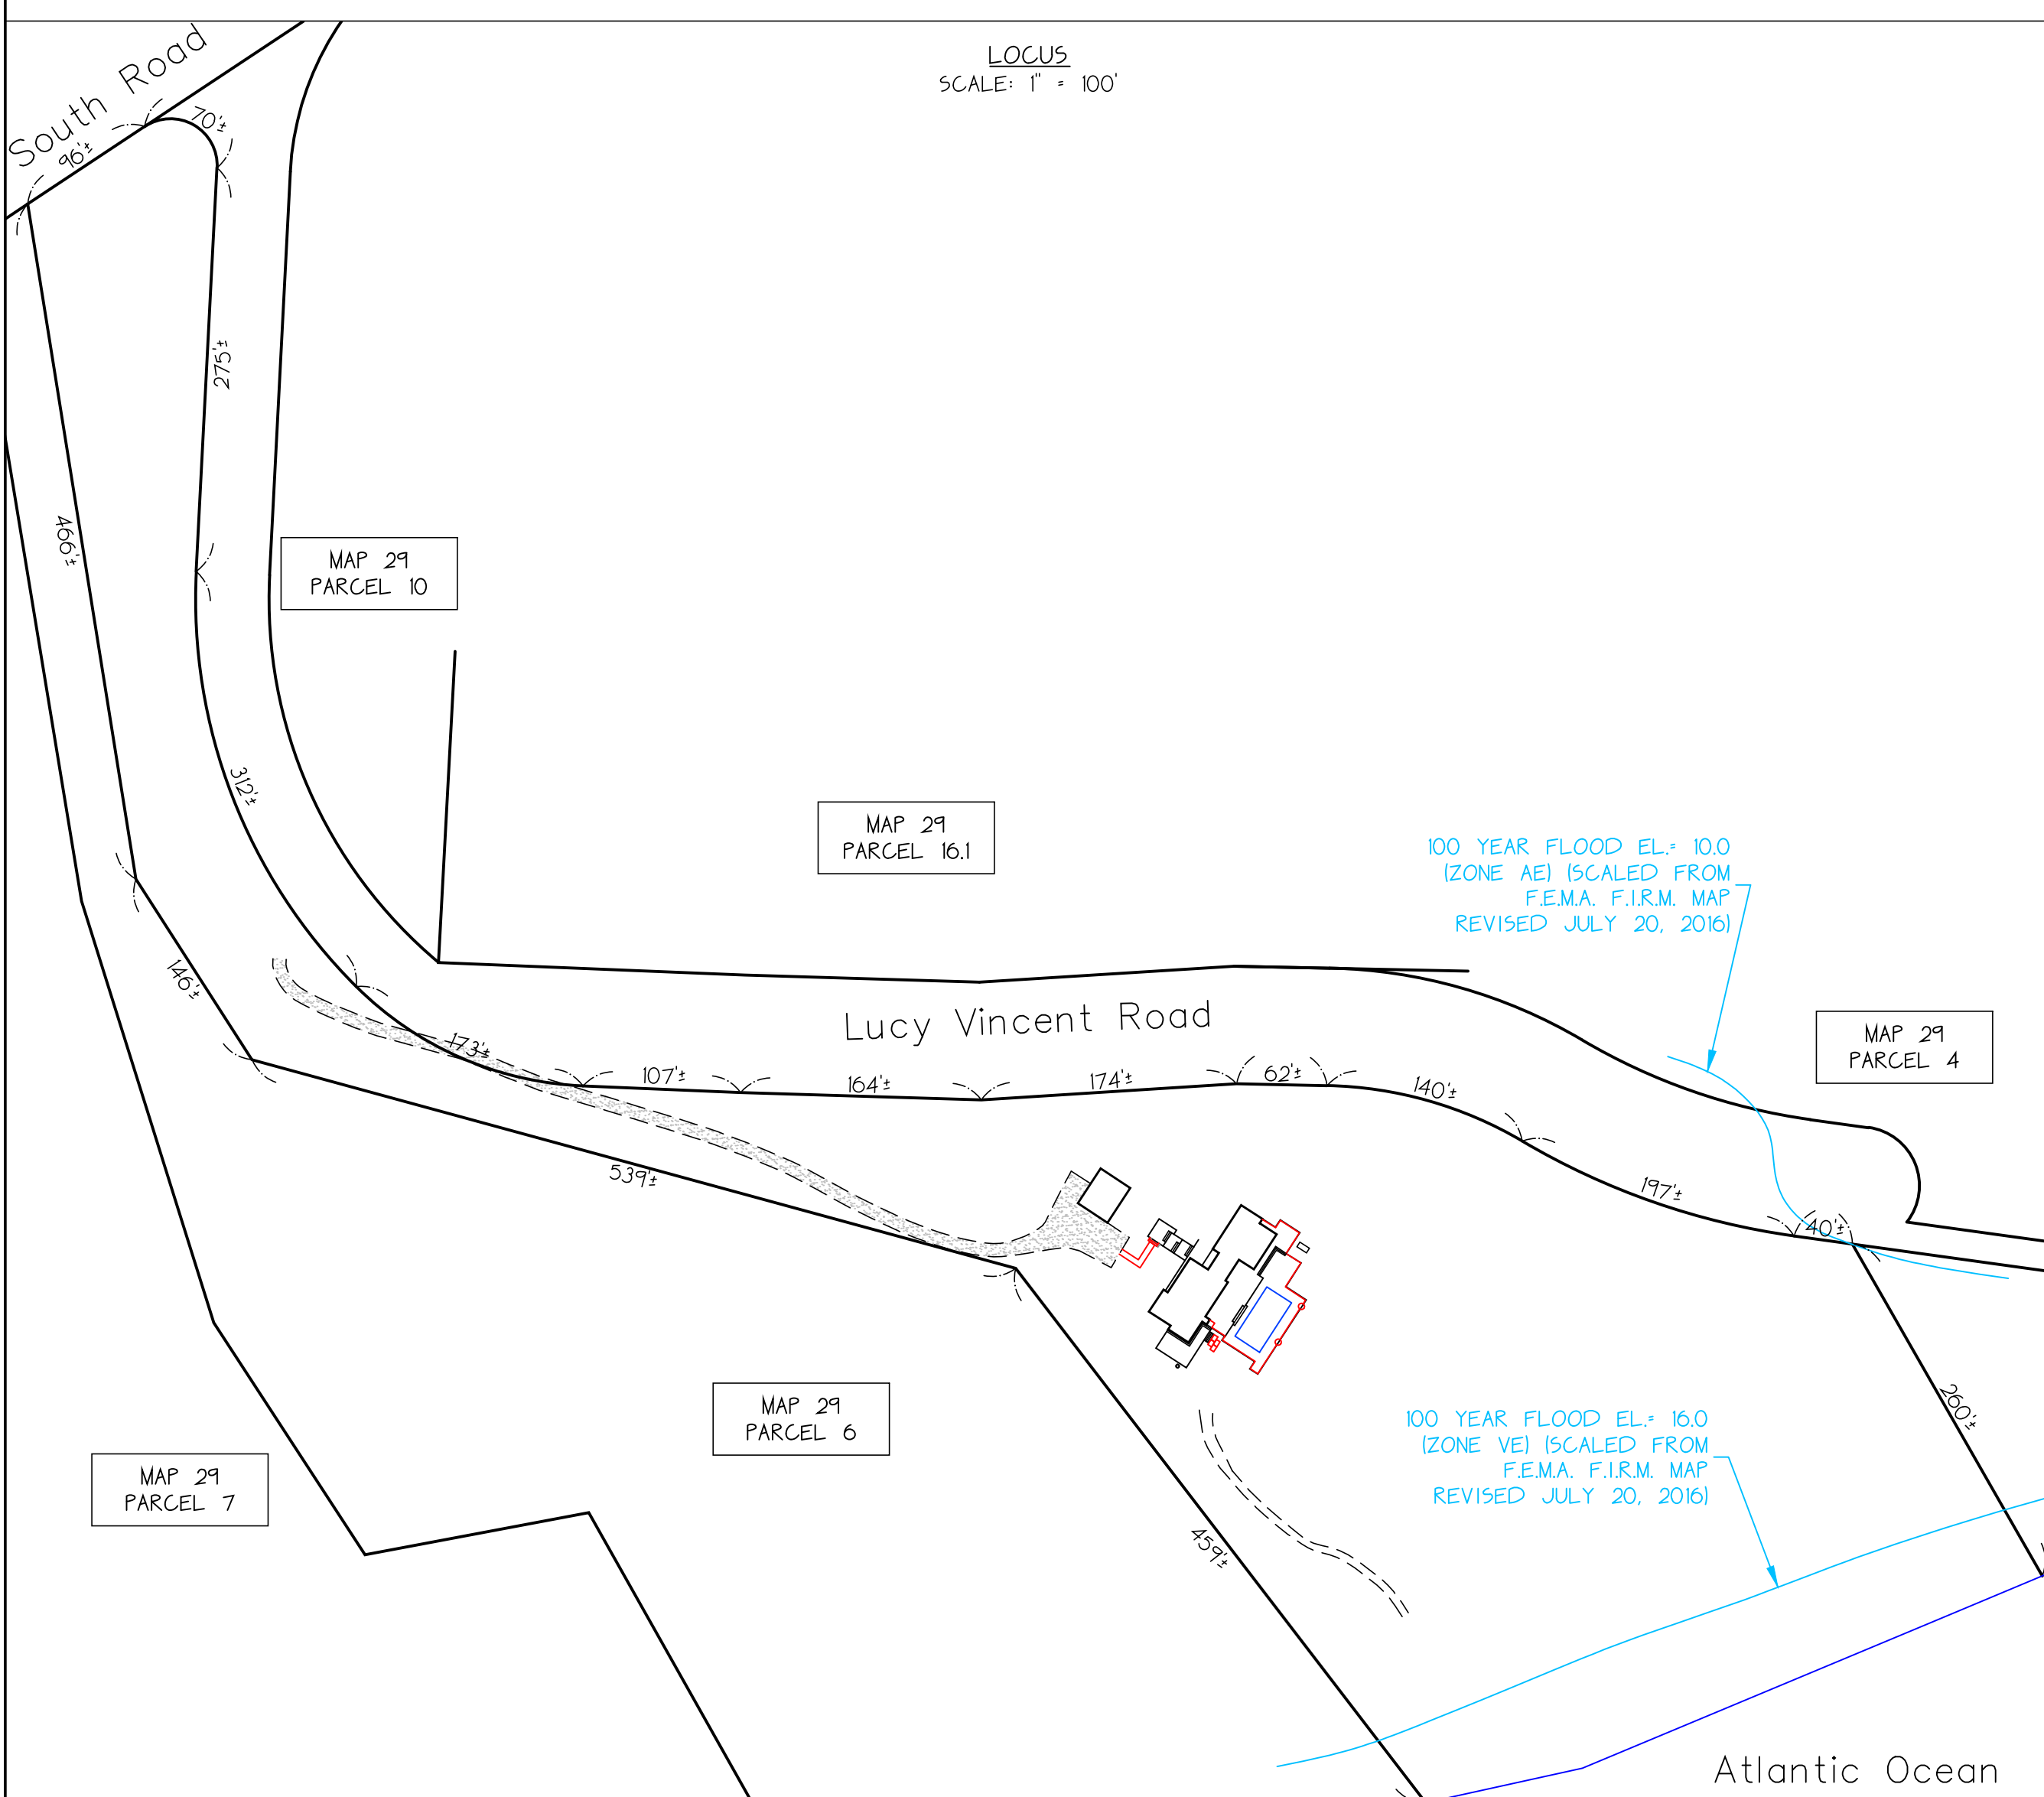 LOCUS
SCALE: 1" = 100'
South Road
96'±
70'±
275'±
466'±
MAP 29
PARCEL 10
312'±
MAP 29
PARCEL 16.1
100 YEAR FLOOD EL.= 10.0
(ZONE AE) (SCALED FROM
F.E.M.A. F.I.R.M. MAP
REVISED JULY 20, 2016)
146'±
Lucy Vincent Road
MAP 29
PARCEL 4
173'±
107'±
164'±
174'±
62'±
140'±
539'±
197'±
40'±
MAP 29
PARCEL 6
260'±
100 YEAR FLOOD EL.= 16.0
(ZONE VE) (SCALED FROM
F.E.M.A. F.I.R.M. MAP
REVISED JULY 20, 2016)
MAP 29
PARCEL 7
459'±
Atlantic Ocean